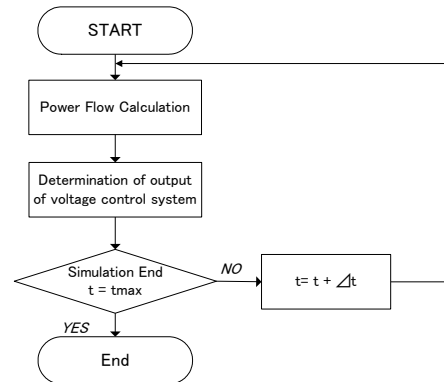 START
Power Flow Calculation
Determination of output
of voltage control system
Simulation End
t = tmax
NO
t= t + ⊿t
YES
End